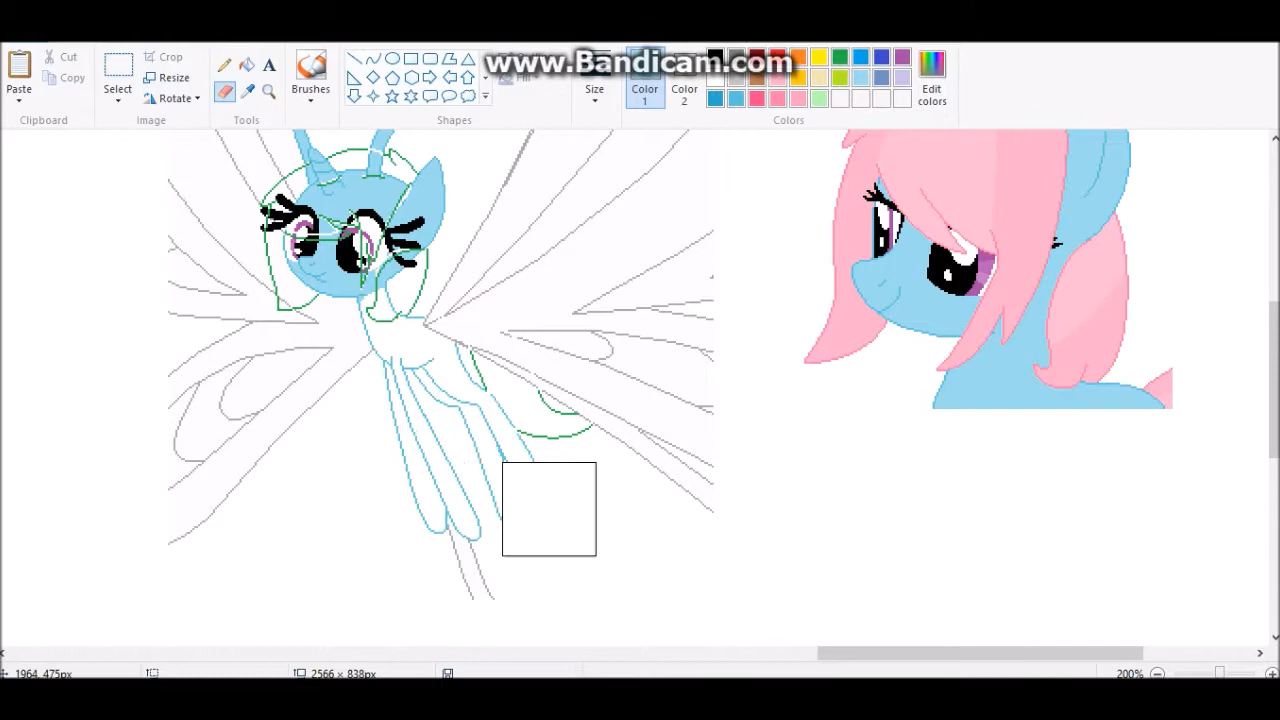 www.Bandicam.com
Cut
Crop
Copy
Resize
Paste
Select
Rotate
Brushes
Size
Color
1
Color
2
Edit
colors
Clipboard
Image
Tools
Shapes
Colors
1964, 475px
2566 × 838px
200%